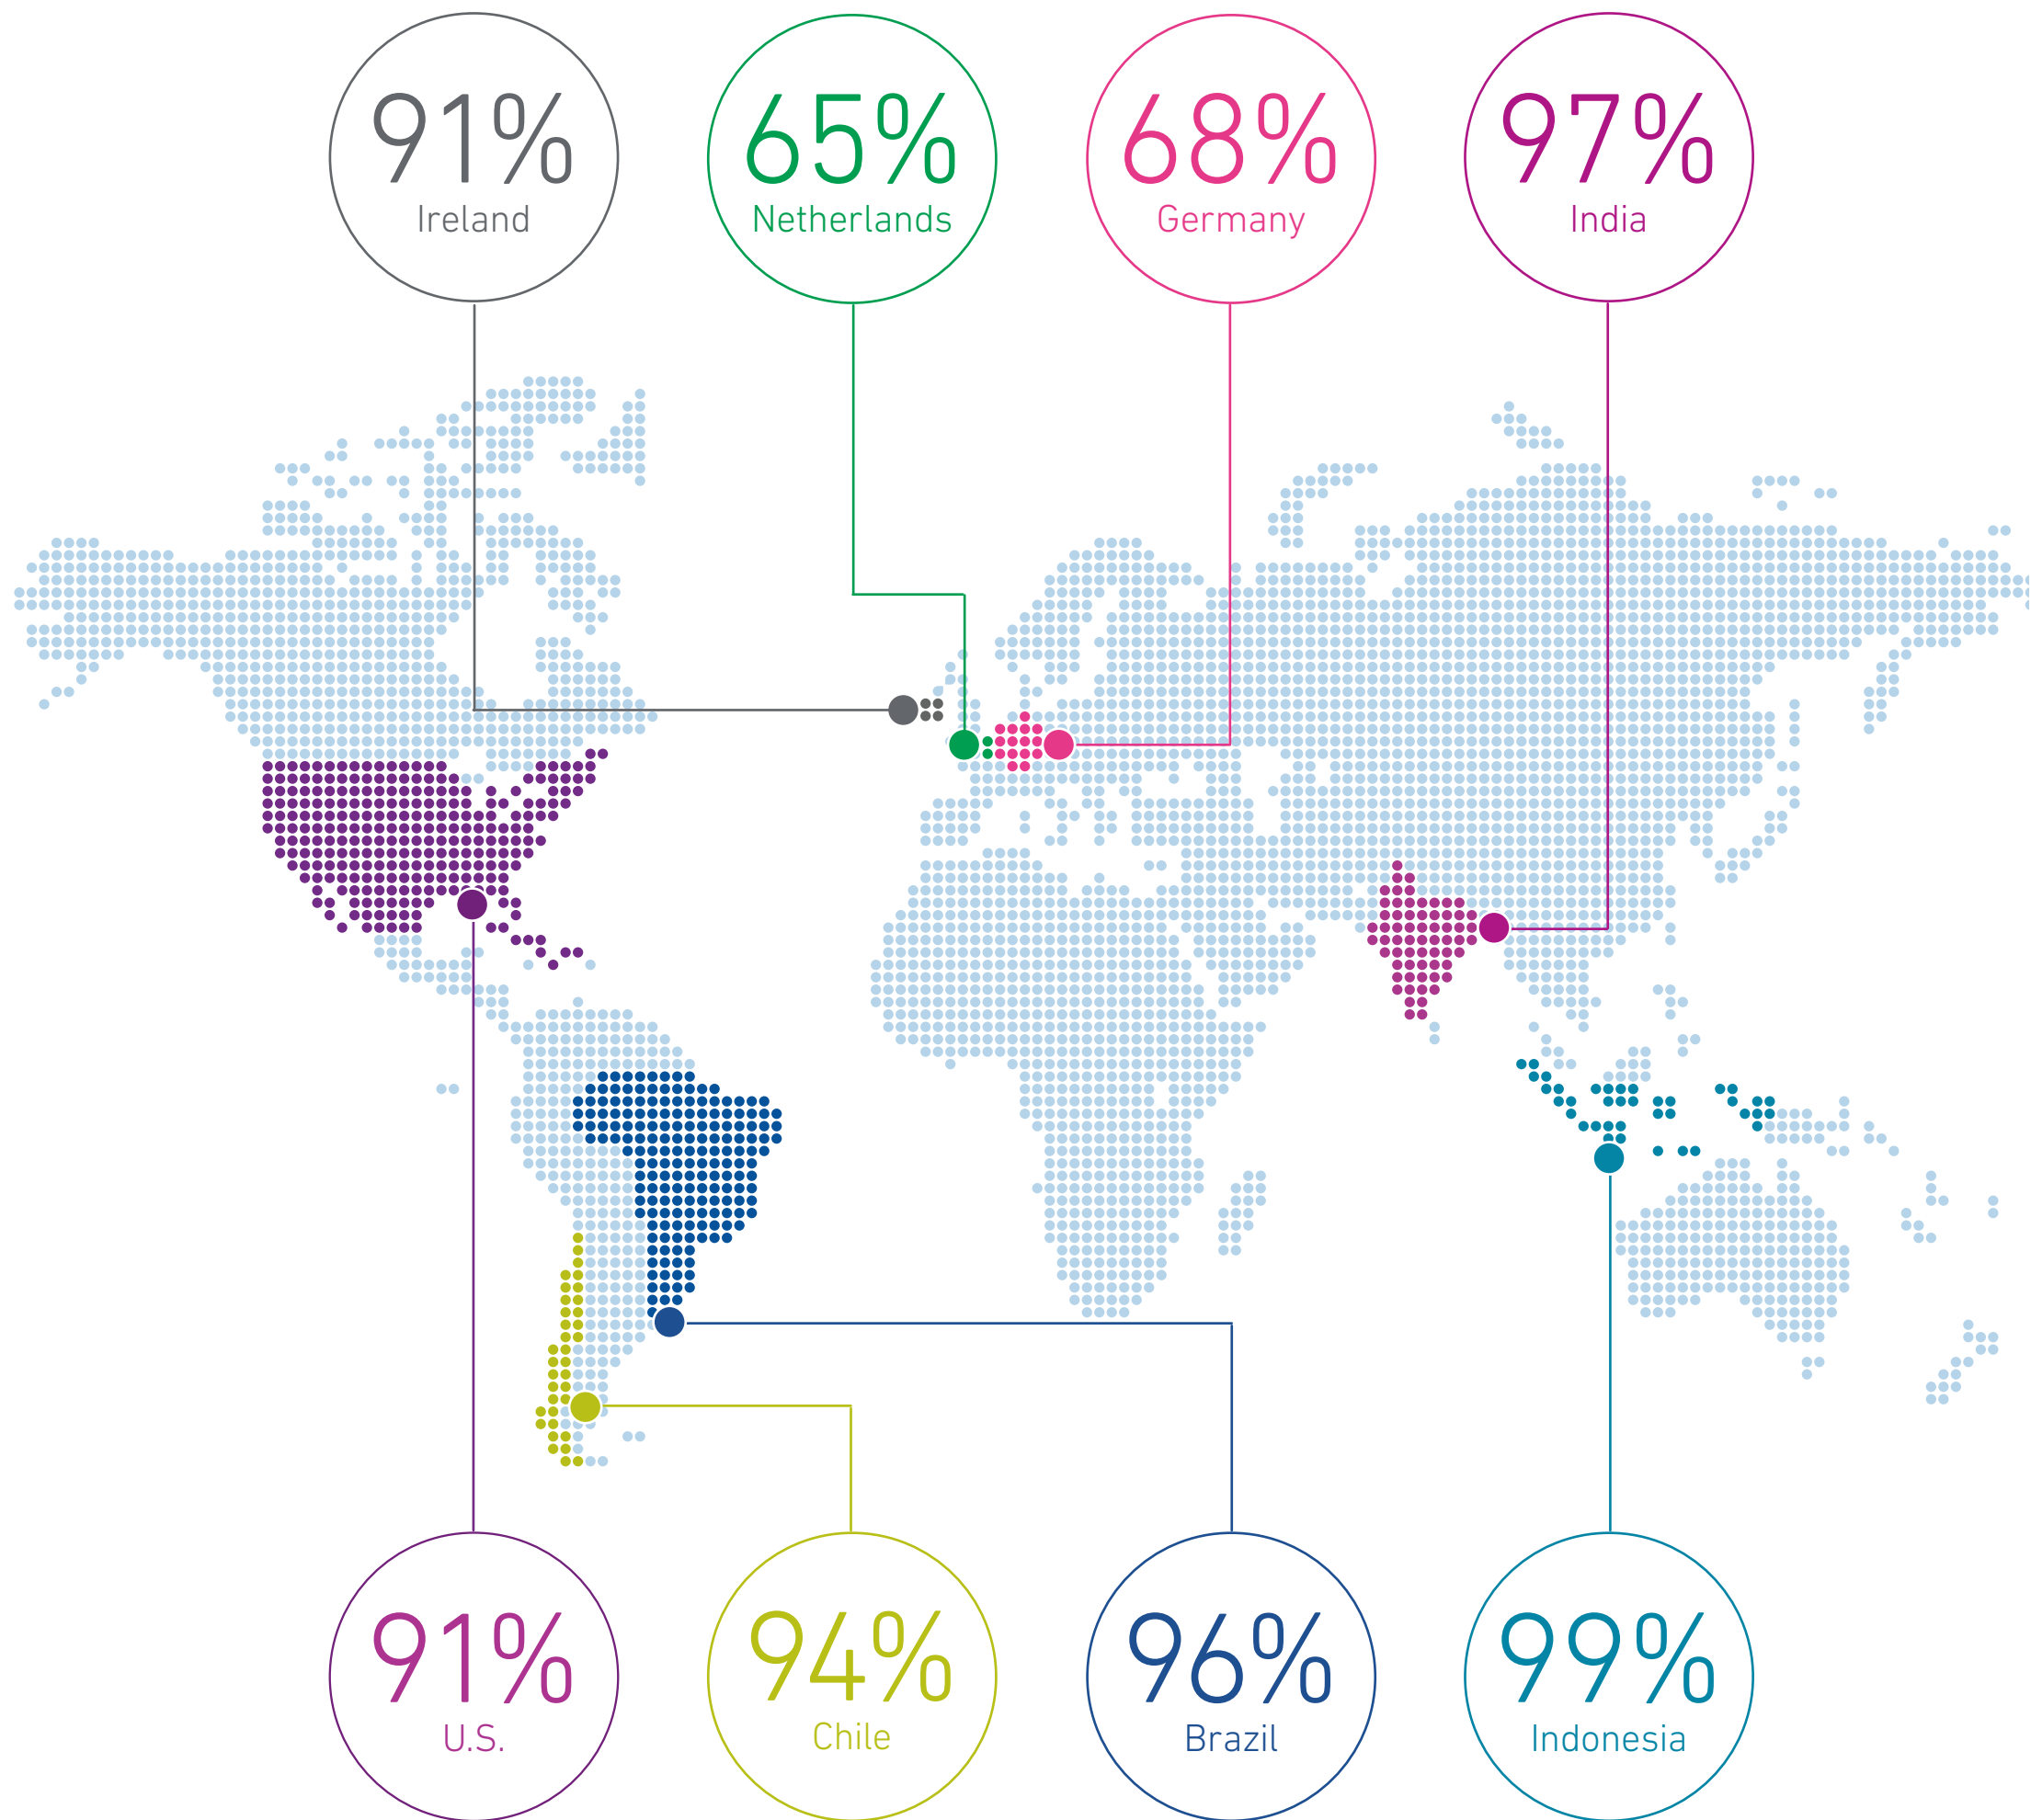 91%
Ireland
65%
Netherlands
68%
Germany
97%
India
91%
U.S.
94%
Chile
96%
Brazil
99%
Indonesia